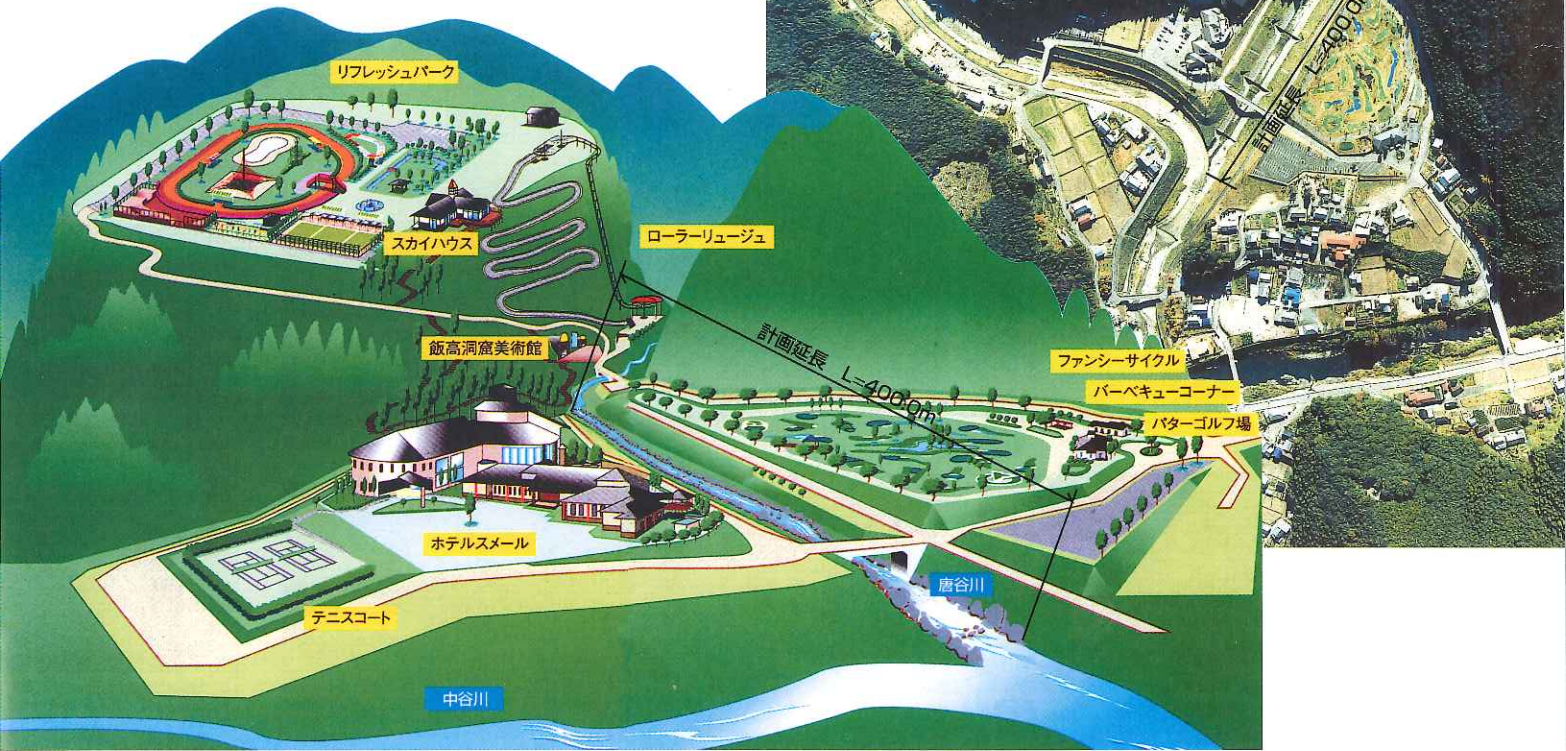 リフレッシュパーク
スカイハウス
ローラーリュージュ
飯高洞窟美術館
計画延長 L=400.0m
ファンシーサイクル
バーベキューコーナー
パターゴルフ場
ホテルスメール
唐谷川
テニスコート
中谷川
計画延長 L=400.0